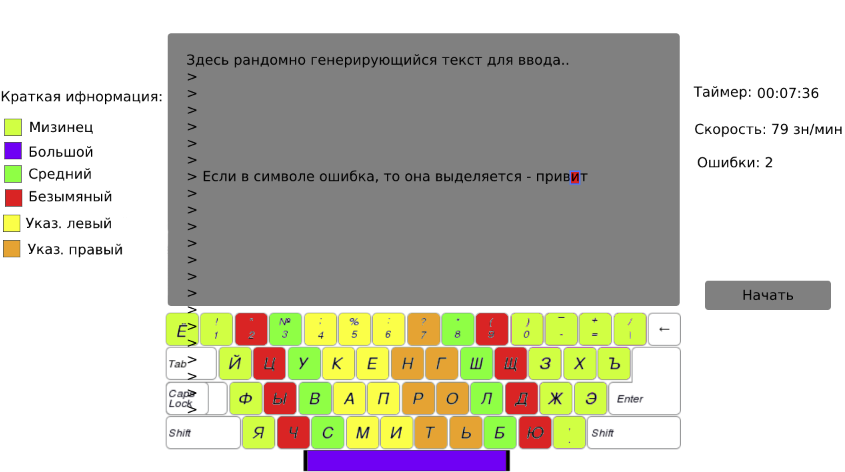 Здесь рандомно генерирующийся текст для ввода..
>
>
>
>
>
>
> Если в символе ошибка, то она выделяется - привит
>
>
>
>
>
>
>
>
>
>
>
>
>
>
Краткая ифнормация:
Мизинец
Большой
Средний
Безымяный
Указ. левый
Указ. правый
Таймер: 00:07:36
Скорость: 79 зн/мин
Ошибки: 2
Начать
Ё ! 1 " 2 № 3 ; 4 % 5 : 6 ? 7 * 8 ) 0 - + = / \ ←
Tab Й Ц У К Е Н Г Ш Щ З Х Ъ
Caps Lock Ф Ы В А П Р О Л Д Ж Э Enter
Shift Я Ч С М И Т Ь Б Ю Shift